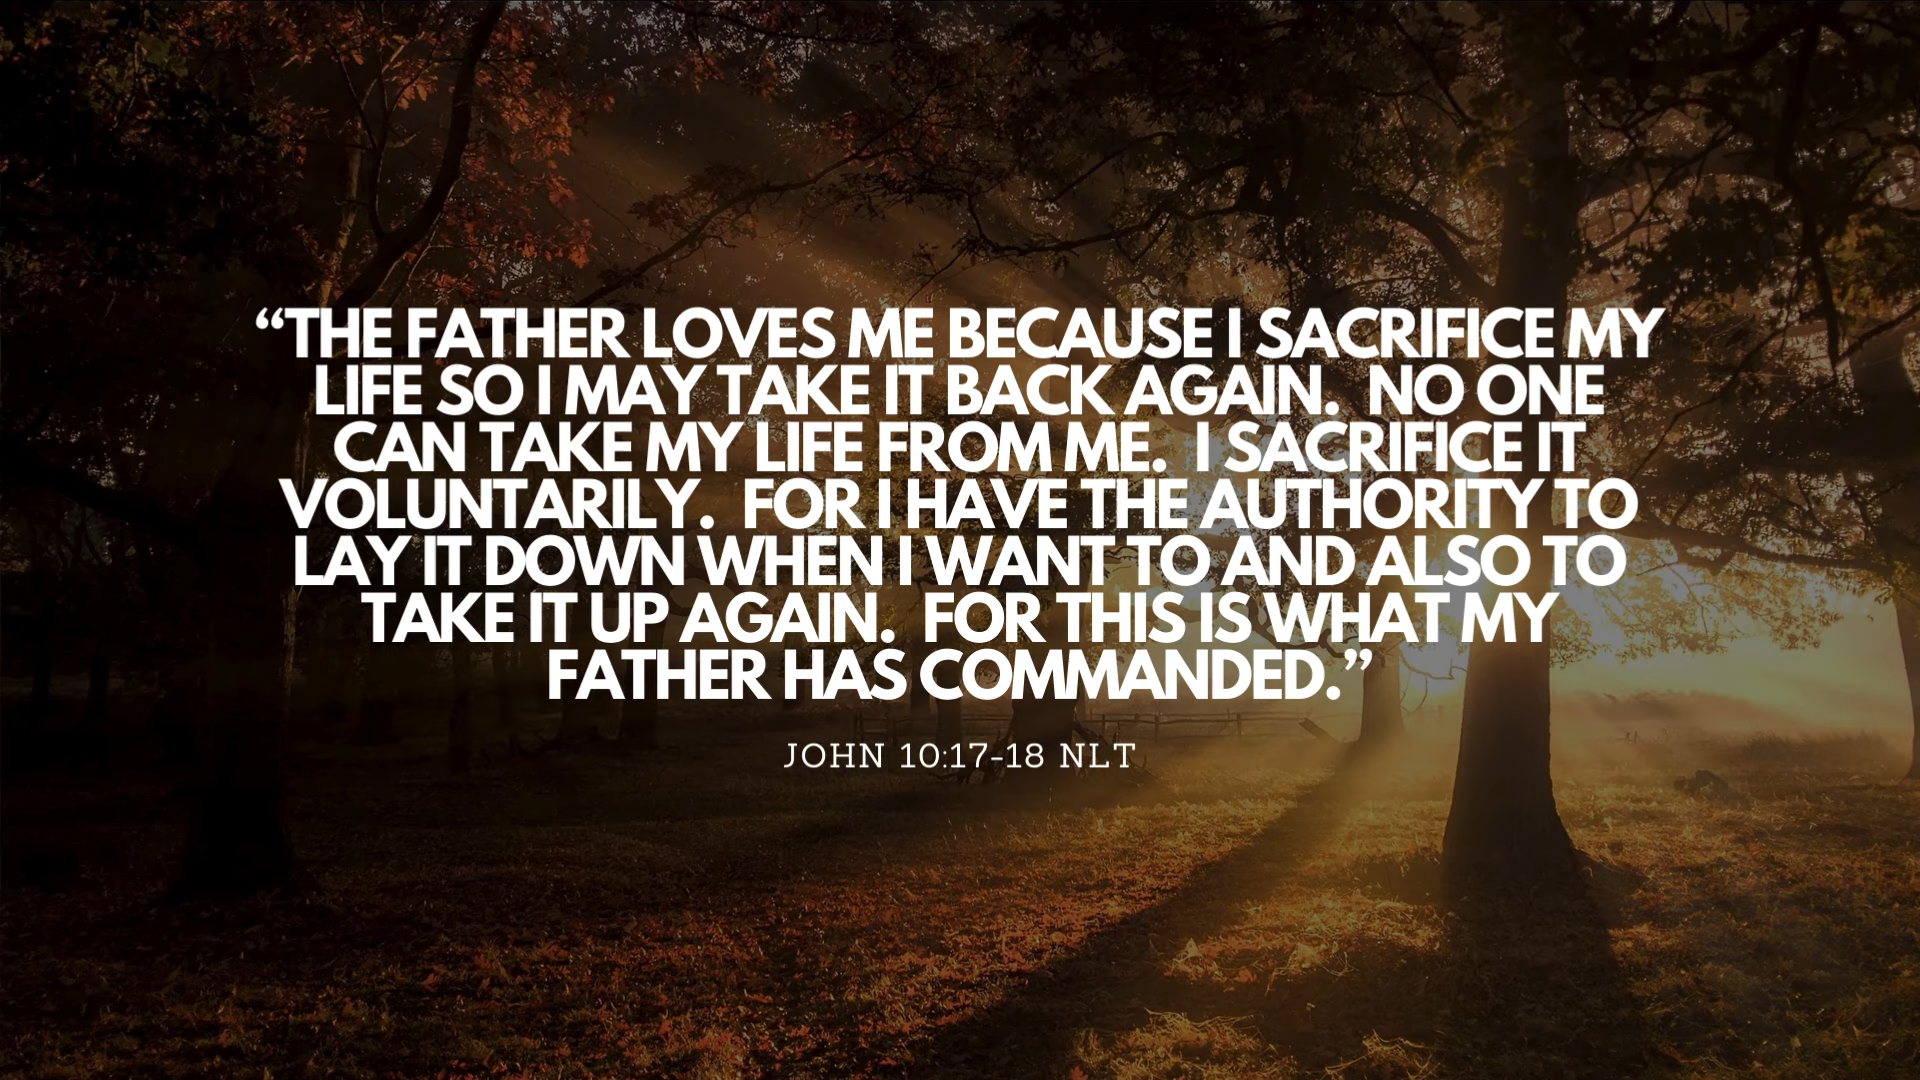 “THE FATHER LOVES ME BECAUSE I SACRIFICE MY
LIFE SO I MAY TAKE IT BACK AGAIN.  NO ONE
CAN TAKE MY LIFE FROM ME.  I SACRIFICE IT
VOLUNTARILY.  FOR I HAVE THE AUTHORITY TO
LAY IT DOWN WHEN I WANT TO AND ALSO TO
TAKE IT UP AGAIN.  FOR THIS IS WHAT MY
FATHER HAS COMMANDED.”
JOHN 10:17-18 NLT